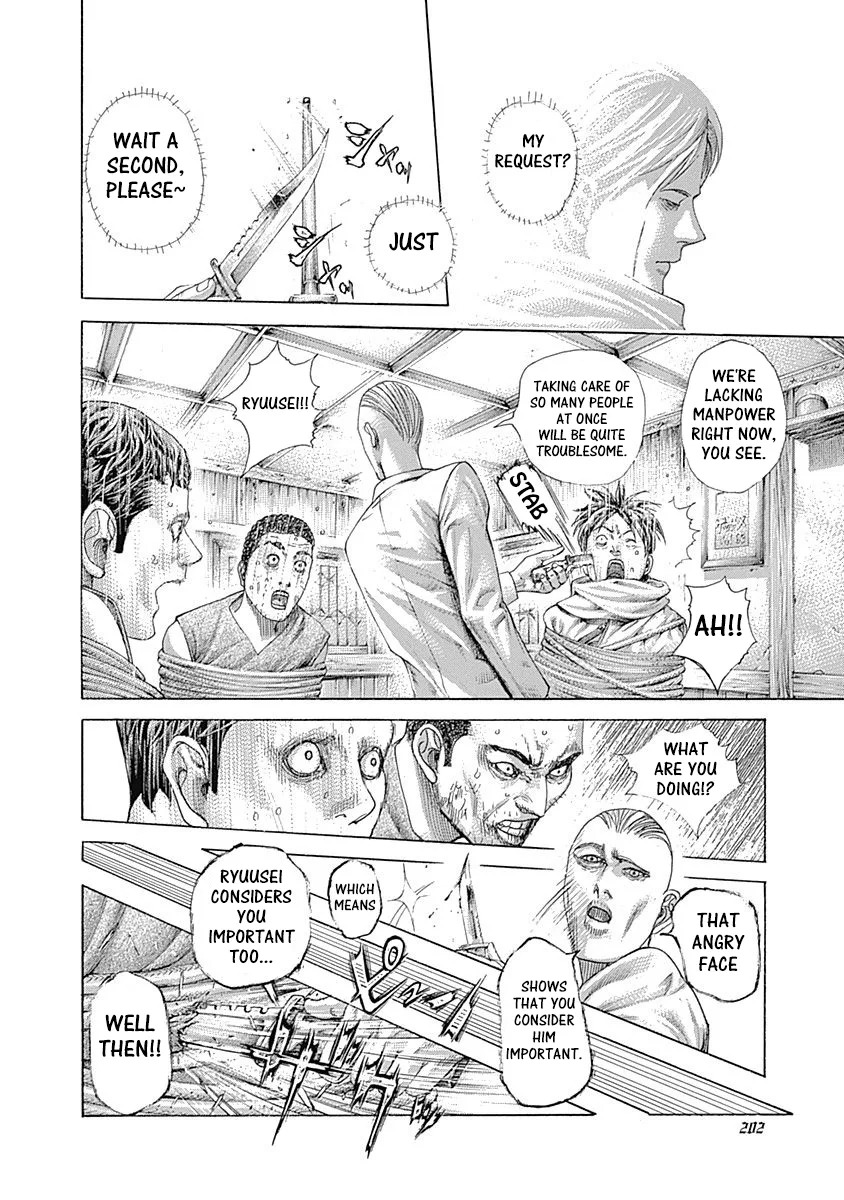 MY
REQUEST?
JUST
WAIT A
SECOND,
PLEASE~
WE'RE
LACKING
MANPOWER
RIGHT NOW,
YOU SEE.
TAKING CARE OF
SO MANY PEOPLE
AT ONCE
WILL BE QUITE
TROUBLESOME.
STAB
RYUUSEI!!
AH!!
WHAT
ARE YOU
DOING!?
THAT
ANGRY
FACE
SHOWS
THAT YOU
CONSIDER
HIM
IMPORTANT.
WHICH
MEANS
RYUUSEI
CONSIDERS
YOU
IMPORTANT
TOO...
WELL
THEN!!
202